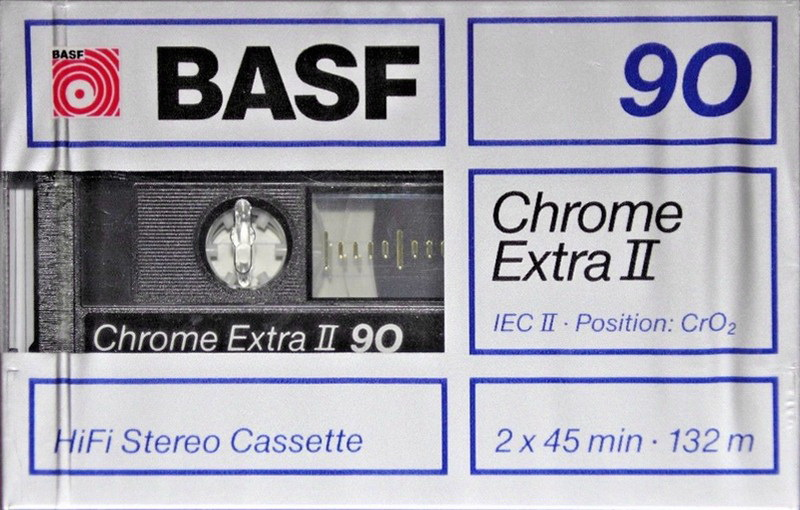 BASF
BASF
90
Chrome
Extra II
IEC II · Position: CrO₂
Chrome Extra II 90
HiFi Stereo Cassette
2 x 45 min · 132 m